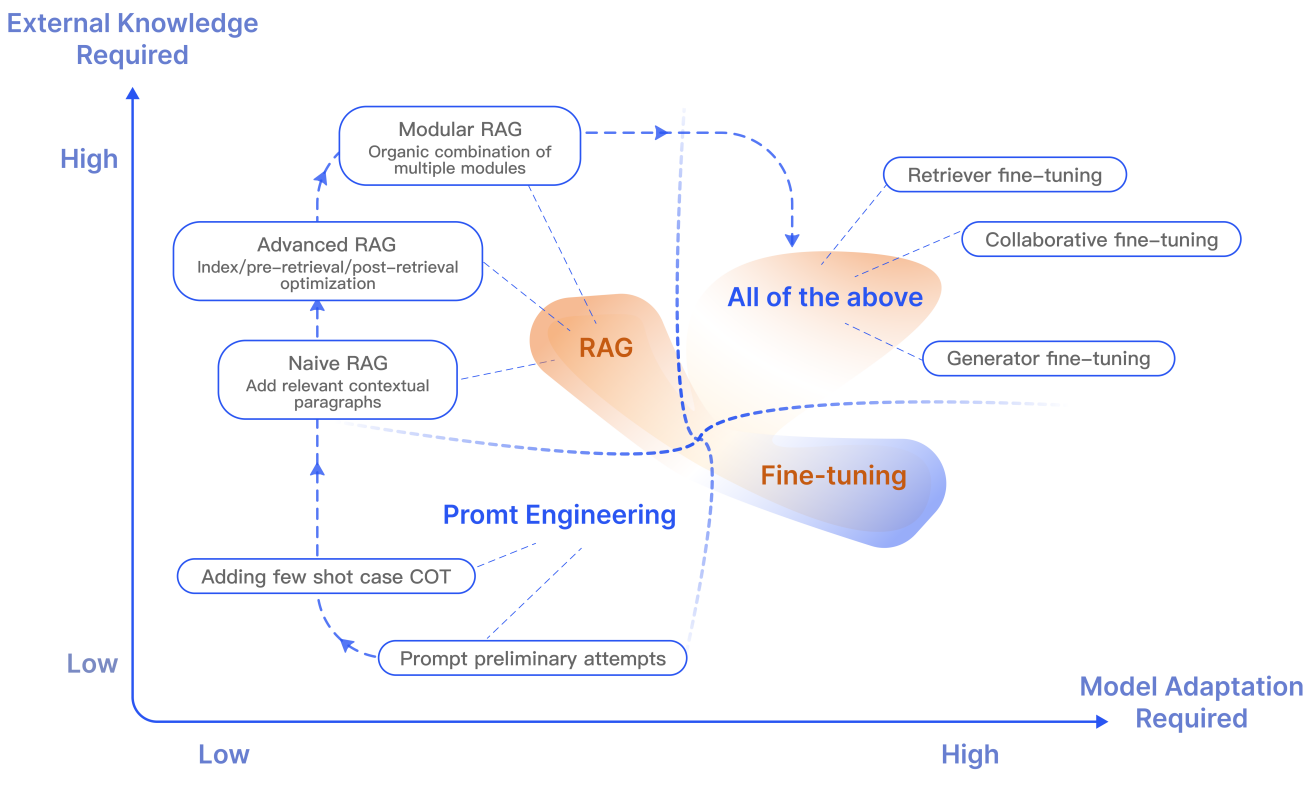 External Knowledge
Required
High
Modular RAG
Organic combination of
multiple modules
Retriever fine-tuning
Advanced RAG
Index/pre-retrieval/post-retrieval
optimization
Collaborative fine-tuning
All of the above
RAG
Naive RAG
Add relevant contextual
paragraphs
Generator fine-tuning
Fine-tuning
Promt Engineering
Adding few shot case COT
Prompt preliminary attempts
Low
Model Adaptation
Required
Low
High